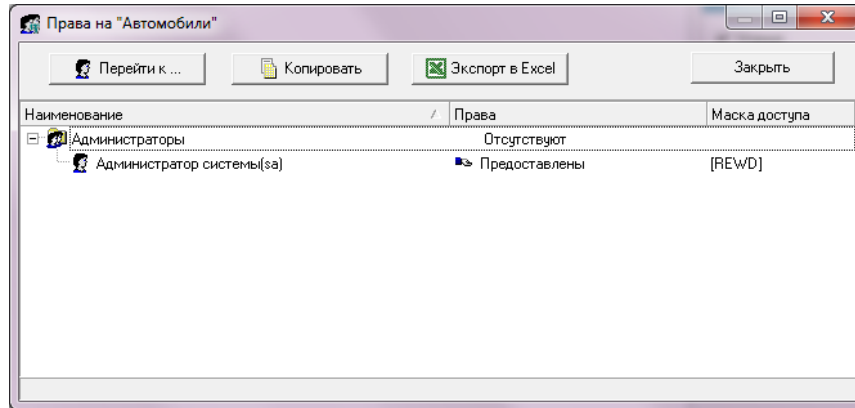 Права на "Автомобили"
Перейти к ... Копировать Экспорт в Excel Закрыть
Наименование Права Маска доступа
Администраторы Отсутствуют
Администратор системы(sa) Предоставлены [REWD]